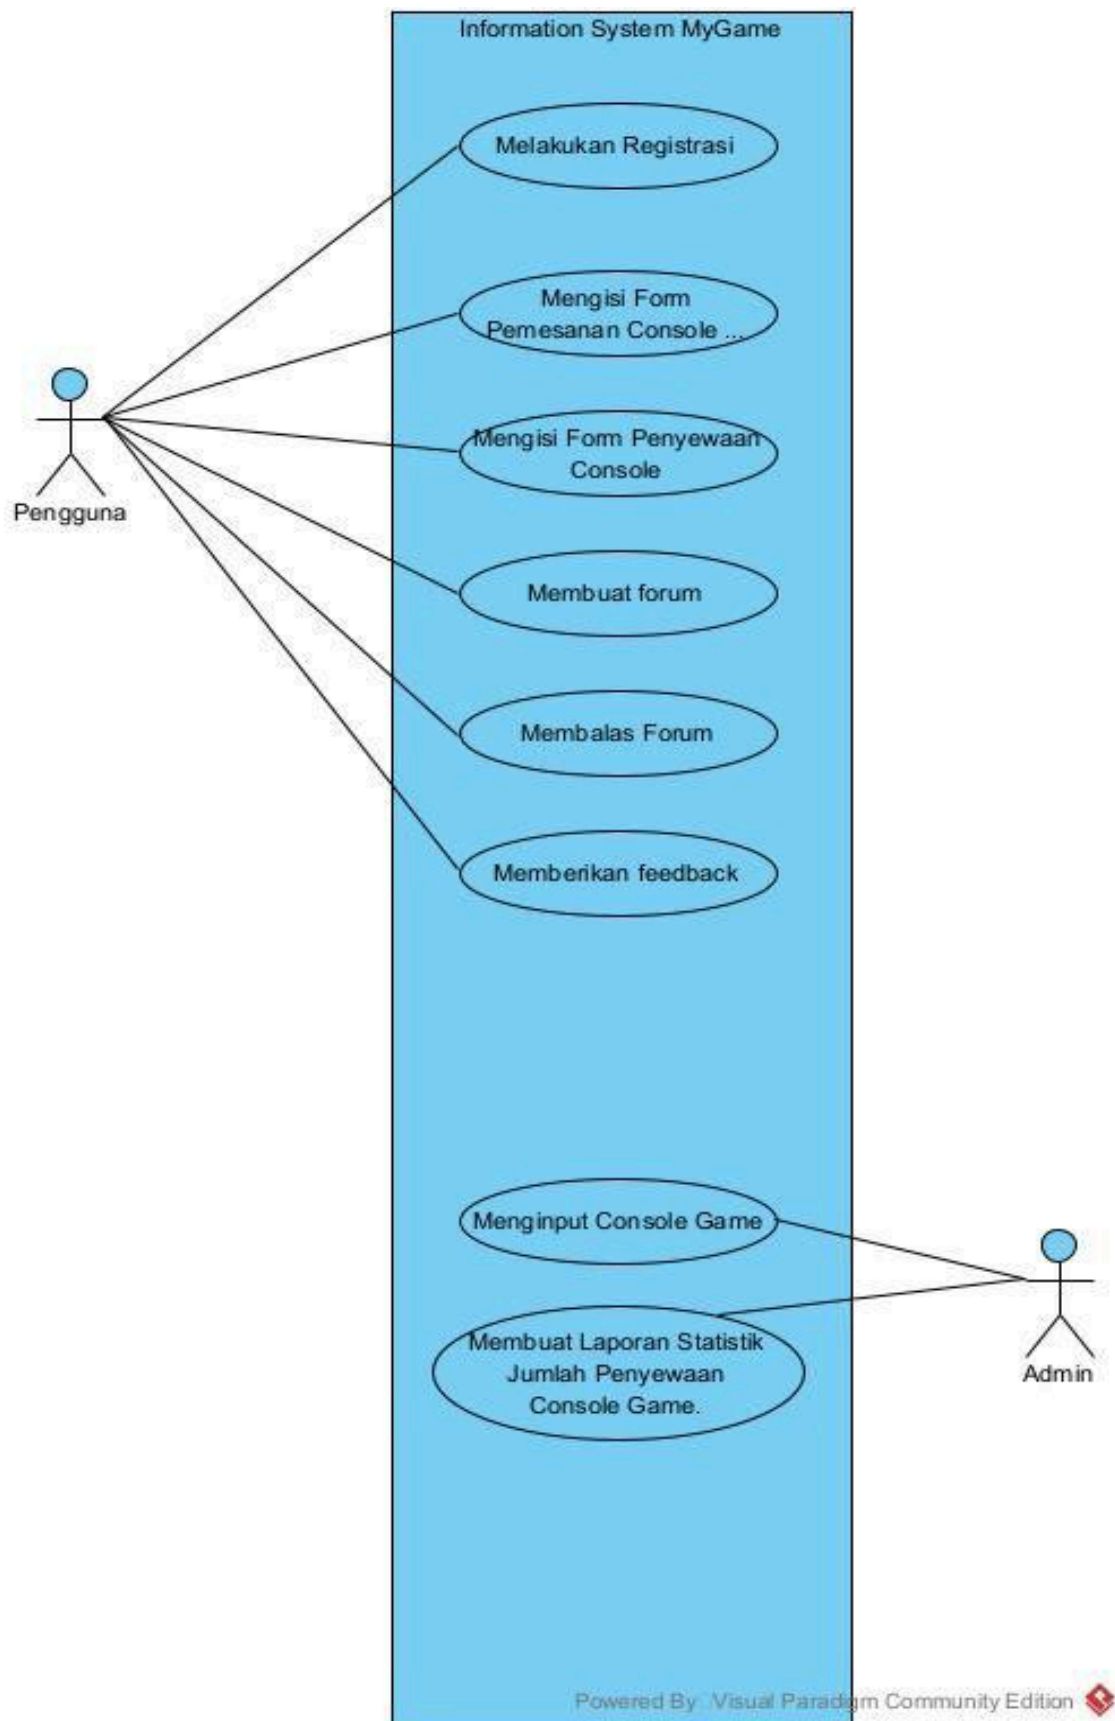 Information System MyGame
Melakukan Registrasi
Mengisi Form
Pemesanan Console ...
Mengisi Form Penyewaan
Console
Pengguna
Membuat forum
Membalas Forum
Memberikan feedback
Menginput Console Game
Membuat Laporan Statistik
Jumlah Penyewaan
Console Game.
Admin
Powered By Visual Paradigm Community Edition